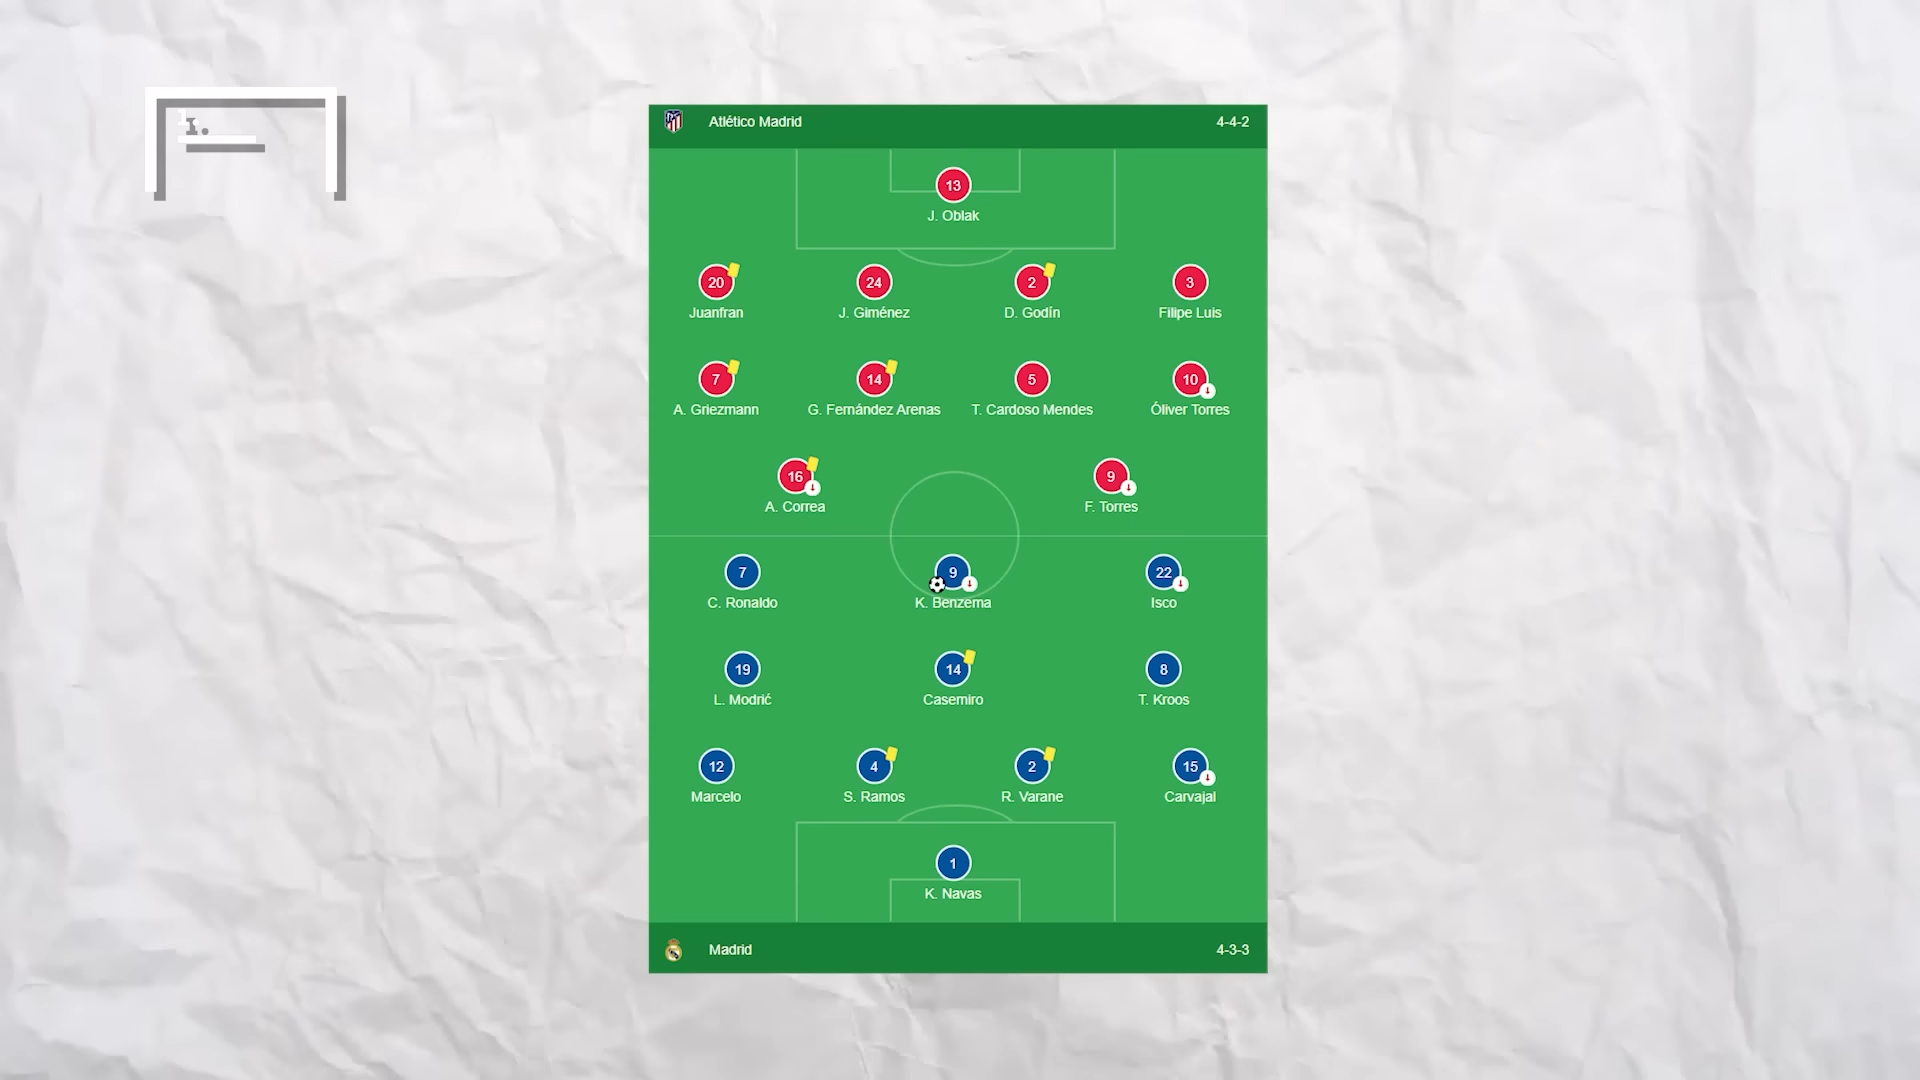 1.
Atlético Madrid 4-4-2
13
J. Oblak
20 24 2 3
Juanfran J. Giménez D. Godín Filipe Luis
7 14 5 10
A. Griezmann G. Fernández Arenas T. Cardoso Mendes Óliver Torres
16 9
A. Correa F. Torres
7 9 22
C. Ronaldo K. Benzema Isco
19 14 8
L. Modrić Casemiro T. Kroos
12 4 2 15
Marcelo S. Ramos R. Varane Carvajal
1
K. Navas
Madrid 4-3-3